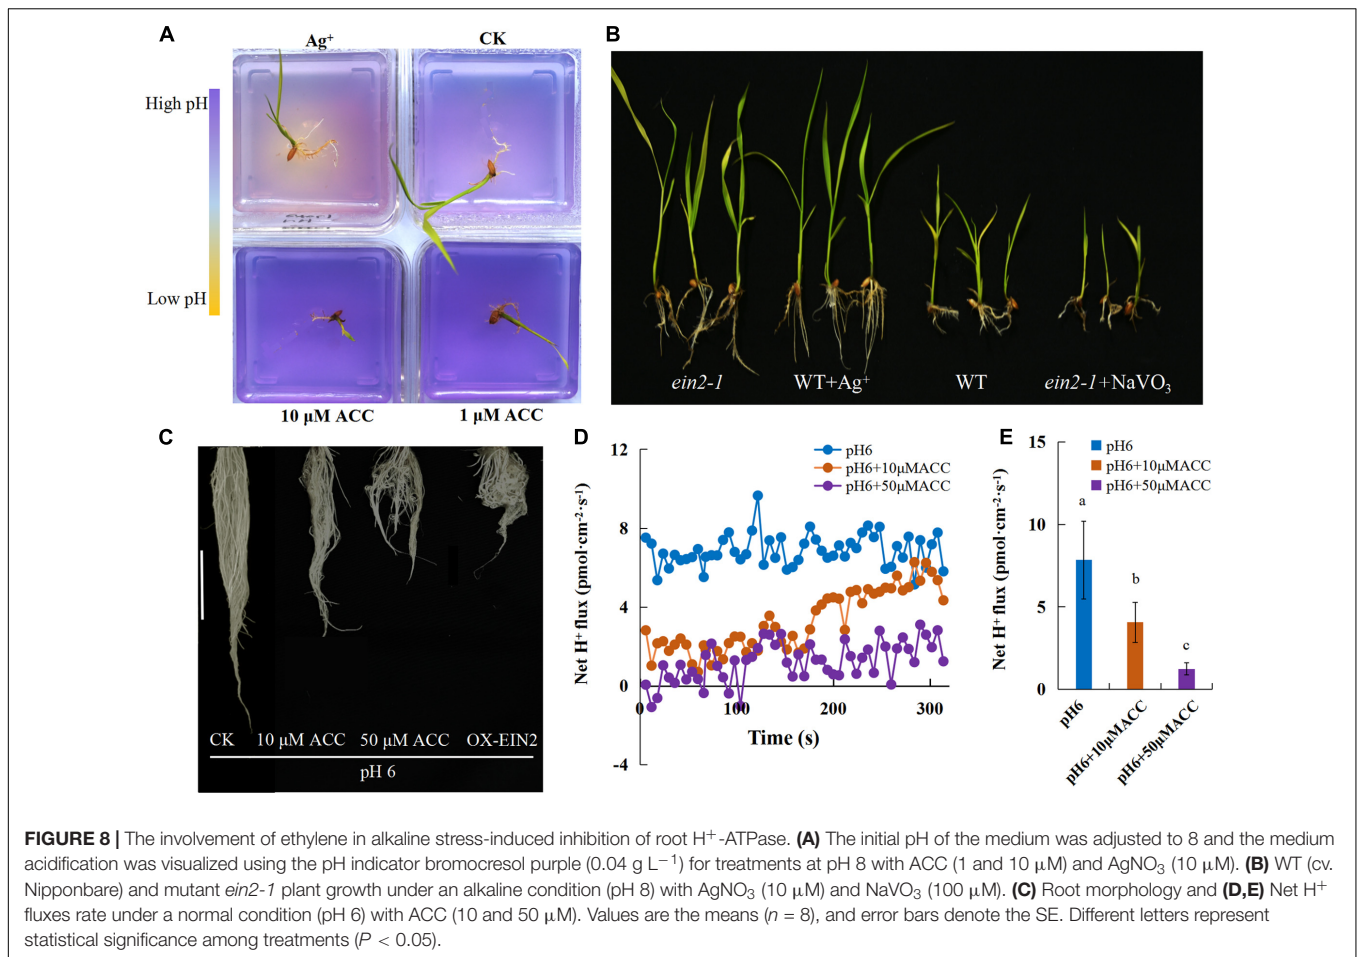 A
Ag⁺
CK
High pH
Low pH
10 µM ACC
1 µM ACC
B
ein2-1
WT+Ag⁺
WT
ein2-1+NaVO₃
C
CK
10 µM ACC
50 µM ACC
OX-EIN2
pH 6
D
Net H⁺ flux (pmol·cm⁻²·s⁻¹)
12
8
4
0
-4
0
100
200
300
Time (s)
pH6
pH6+10µMACC
pH6+50µMACC
E
Net H⁺ flux (pmol·cm⁻²·s⁻¹)
15
10
5
0
pH6
pH6+10µMACC
pH6+50µMACC
a
b
c
pH6
pH6+10µMACC
pH6+50µMACC
FIGURE 8 | The involvement of ethylene in alkaline stress-induced inhibition of root H⁺-ATPase. (A) The initial pH of the medium was adjusted to 8 and the medium
acidification was visualized using the pH indicator bromocresol purple (0.04 g L⁻¹) for treatments at pH 8 with ACC (1 and 10 µM) and AgNO₃ (10 µM). (B) WT (cv.
Nipponbare) and mutant ein2-1 plant growth under an alkaline condition (pH 8) with AgNO₃ (10 µM) and NaVO₃ (100 µM). (C) Root morphology and (D,E) Net H⁺
fluxes rate under a normal condition (pH 6) with ACC (10 and 50 µM). Values are the means (n = 8), and error bars denote the SE. Different letters represent
statistical significance among treatments (P < 0.05).